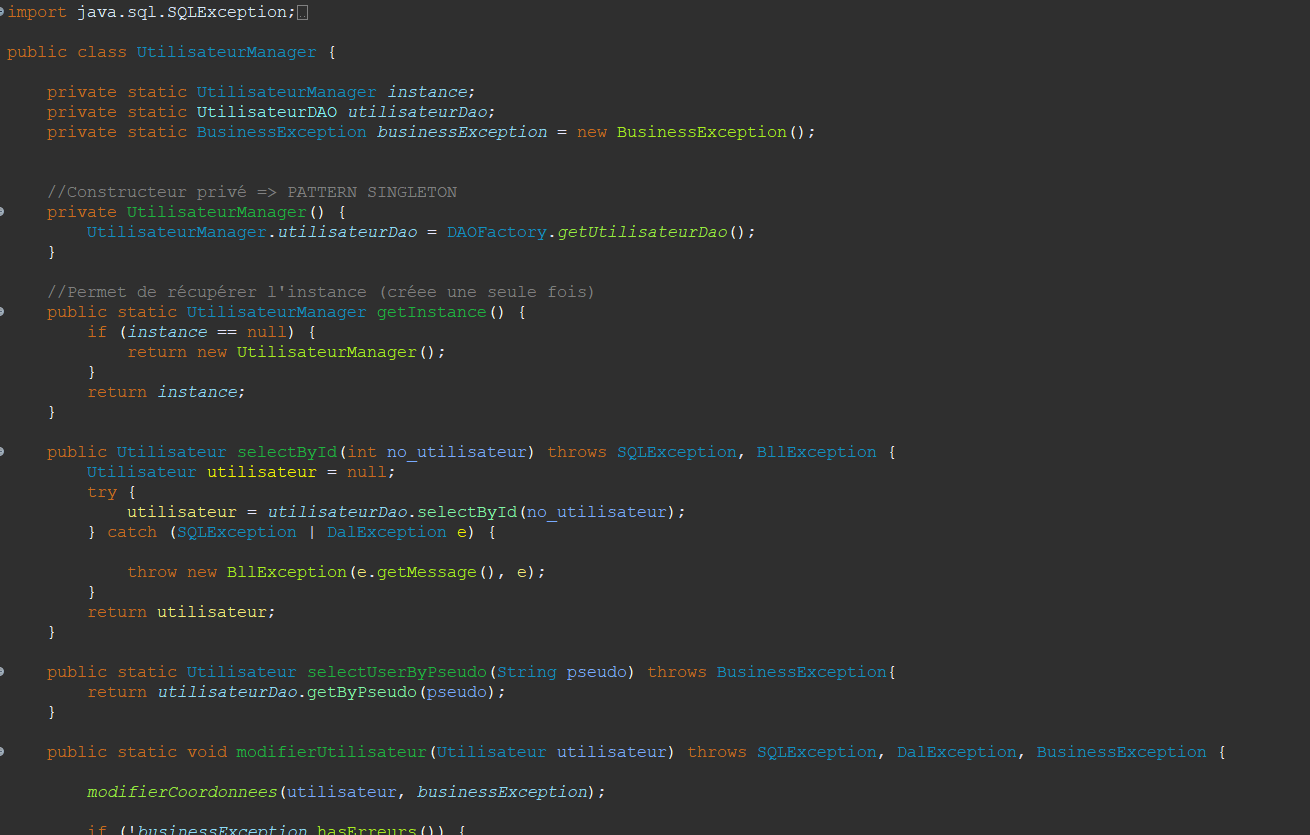 import java.sql.SQLException;
public class UtilisateurManager {
private static UtilisateurManager instance;
private static UtilisateurDAO utilisateurDao;
private static BusinessException businessException = new BusinessException();
//Constructeur privé => PATTERN SINGLETON
private UtilisateurManager() {
UtilisateurManager.utilisateurDao = DAOFactory.getUtilisateurDao();
}
//Permet de récupérer l'instance (créee une seule fois)
public static UtilisateurManager getInstance() {
if (instance == null) {
return new UtilisateurManager();
}
return instance;
}
public Utilisateur selectById(int no_utilisateur) throws SQLException, BllException {
Utilisateur utilisateur = null;
try {
utilisateur = utilisateurDao.selectById(no_utilisateur);
} catch (SQLException | DalException e) {
throw new BllException(e.getMessage(), e);
}
return utilisateur;
}
public static Utilisateur selectUserByPseudo(String pseudo) throws BusinessException{
return utilisateurDao.getByPseudo(pseudo);
}
public static void modifierUtilisateur(Utilisateur utilisateur) throws SQLException, DalException, BusinessException {
modifierCoordonnees(utilisateur, businessException);
if (!businessException.hasErreurs()) {